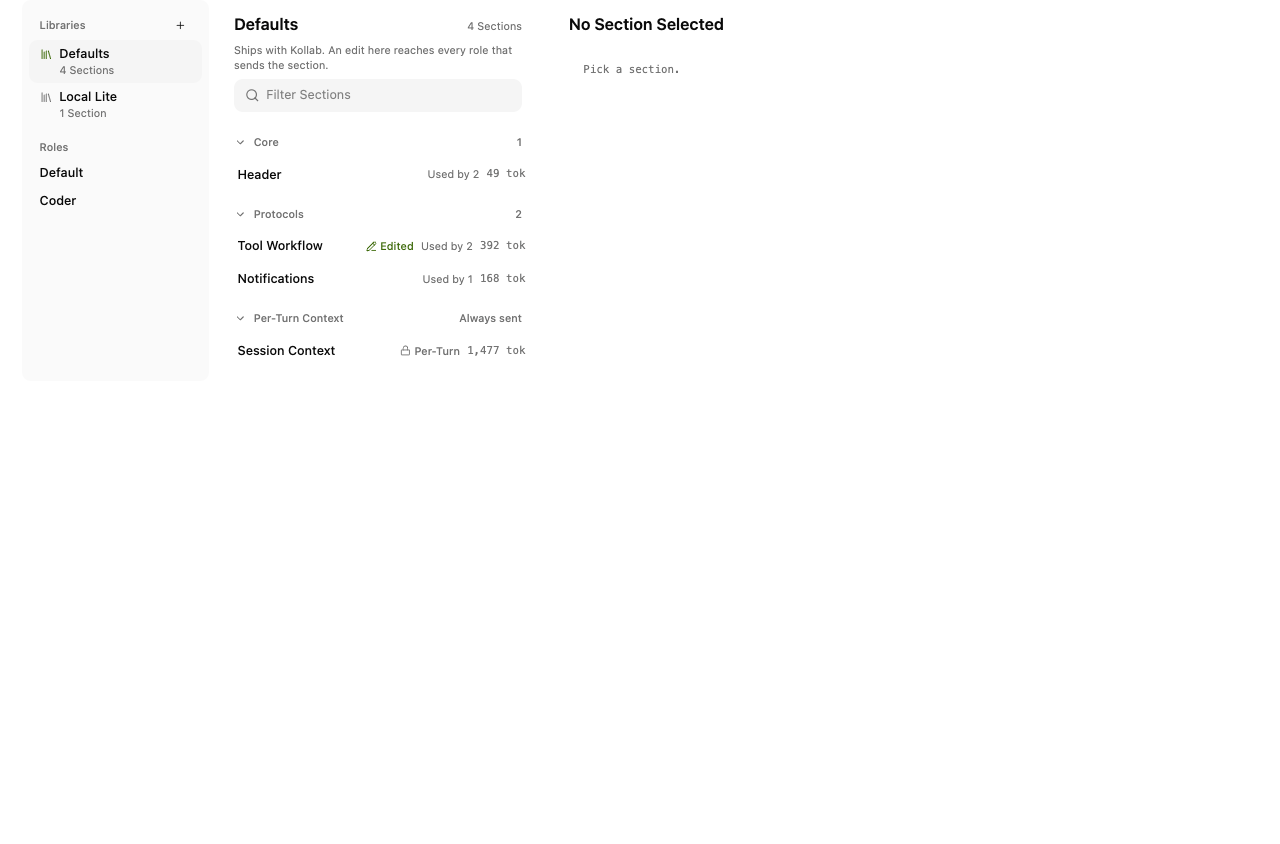 Libraries +
Defaults
4 Sections
Local Lite
1 Section
Roles
Default
Coder
Defaults
4 Sections
Ships with Kollab. An edit here reaches every role that
sends the section.
Filter Sections
Core 1
Header Used by 2 49 tok
Protocols 2
Tool Workflow Edited Used by 2 392 tok
Notifications Used by 1 168 tok
Per-Turn Context Always sent
Session Context Per-Turn 1,477 tok
No Section Selected
Pick a section.